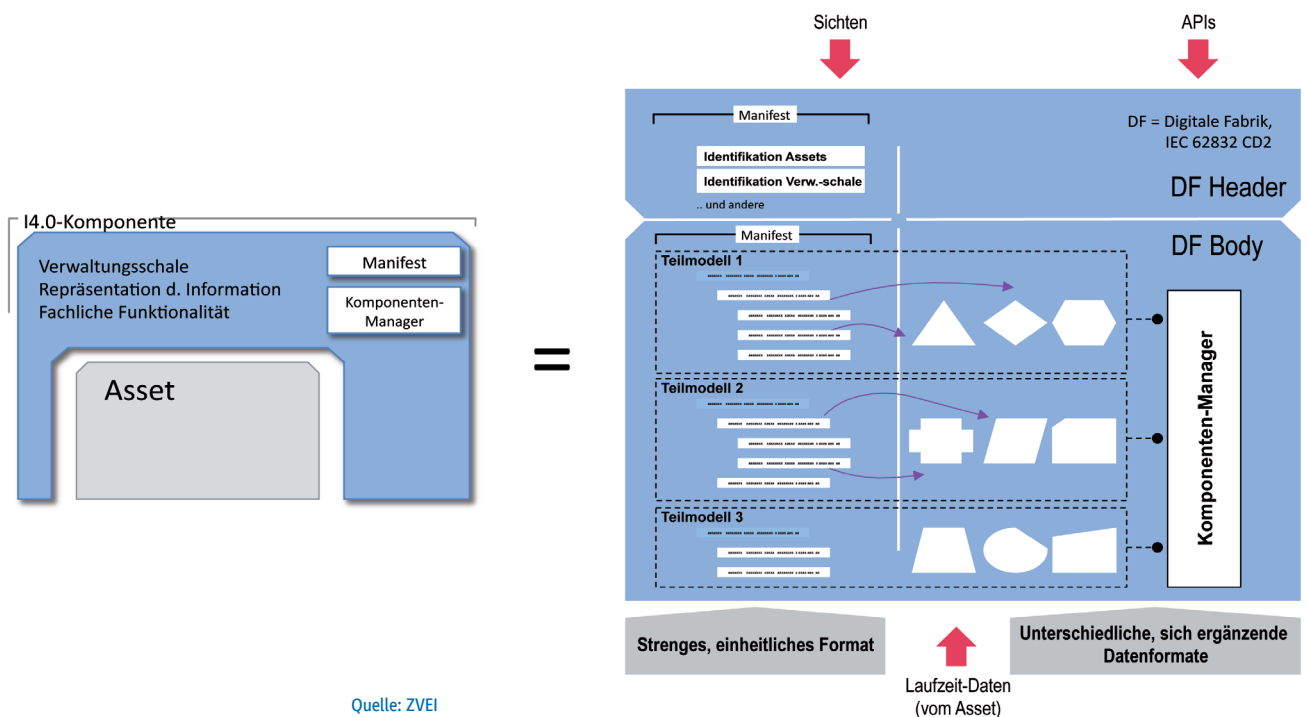 I4.0-Komponente
Verwaltungsschale
Repräsentation d. Information
Fachliche Funktionalität
Manifest
Komponenten-
Manager
Asset
=
Sichten
APIs
Manifest
Identifikation Assets
Identifikation Verw.-schale
.. und andere
DF = Digitale Fabrik,
IEC 62832 CD2
DF Header
Manifest
DF Body
Teilmodell 1
Teilmodell 2
Teilmodell 3
Komponenten-Manager
Strenges, einheitliches Format
Unterschiedliche, sich ergänzende
Datenformate
Laufzeit-Daten
(vom Asset)
Quelle: ZVEI